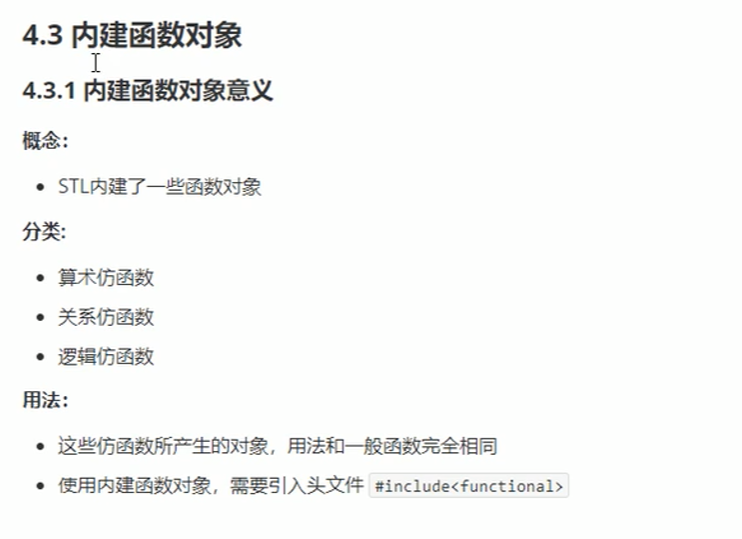 4.3 内建函数对象
4.3.1 内建函数对象意义
概念：
STL内建了一些函数对象
分类:
算术仿函数
关系仿函数
逻辑仿函数
用法：
这些仿函数所产生的对象，用法和一般函数完全相同
使用内建函数对象，需要引入头文件 #include<functional>